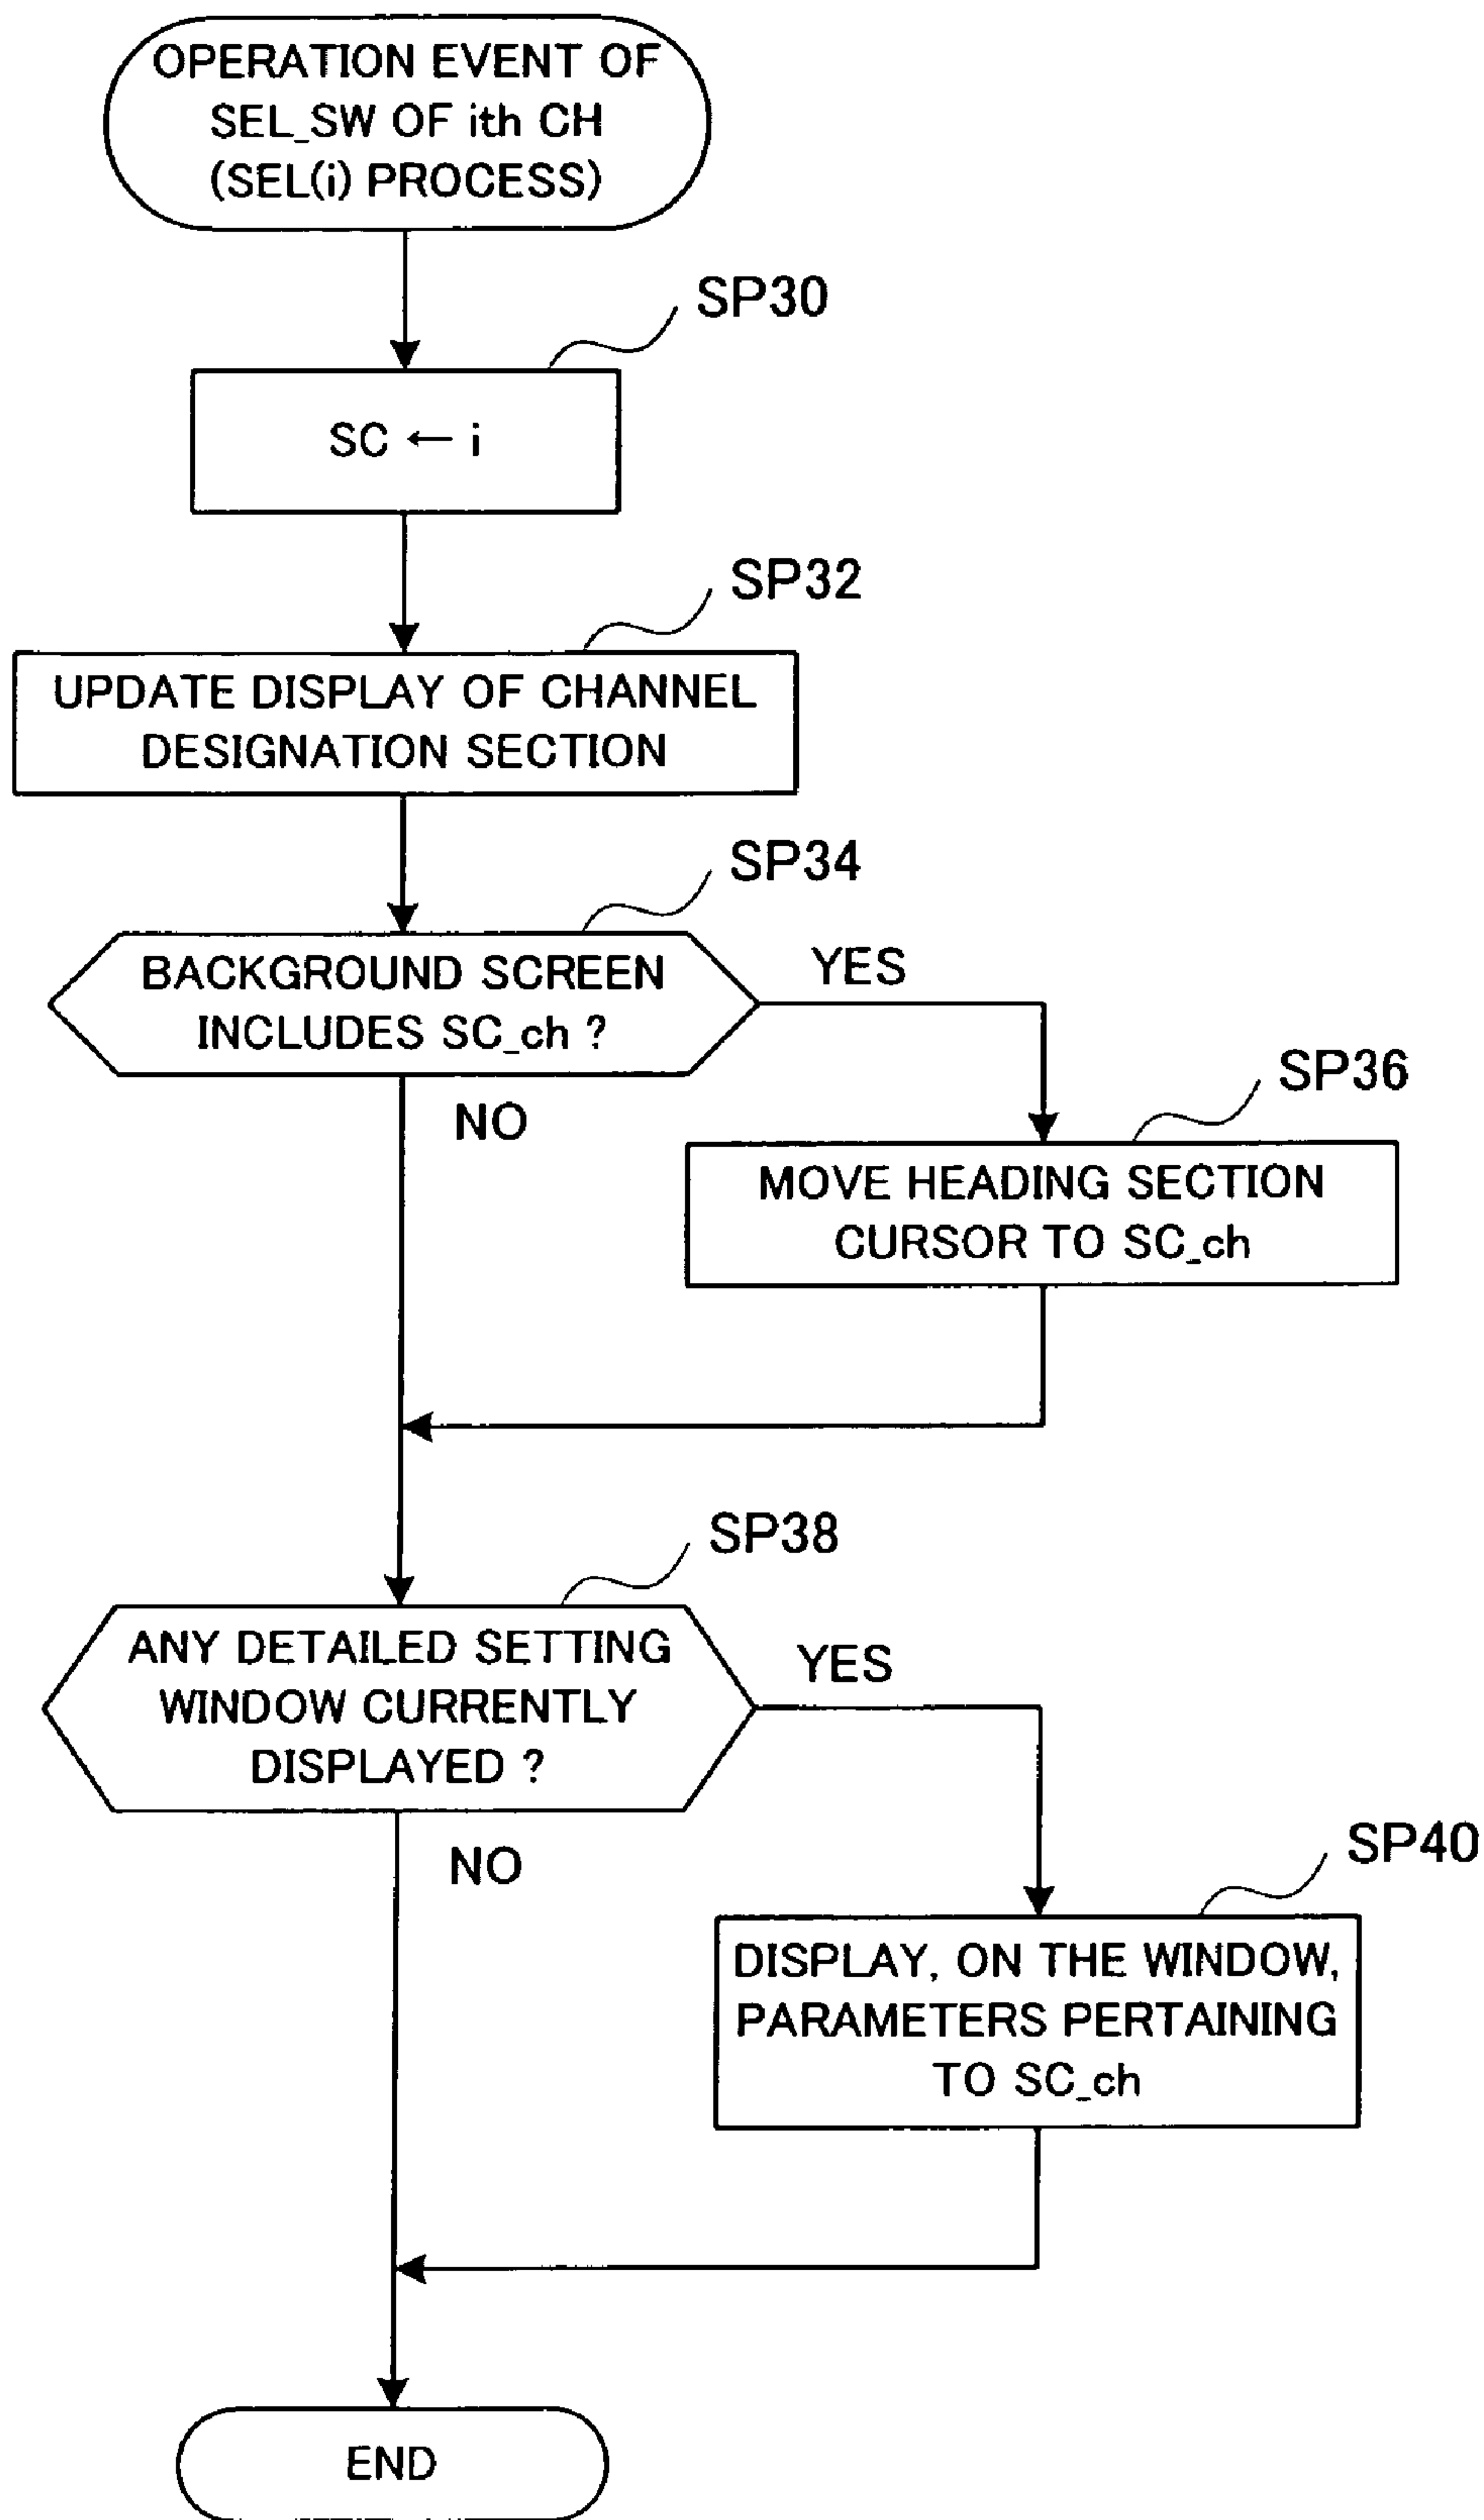 OPERATION EVENT OF
SEL_SW OF ith CH
(SEL(i) PROCESS)
SP30
SC ← i
SP32
UPDATE DISPLAY OF CHANNEL
DESIGNATION SECTION
SP34
BACKGROUND SCREEN
INCLUDES SC_ch ?
YES
NO
SP36
MOVE HEADING SECTION
CURSOR TO SC_ch
SP38
ANY DETAILED SETTING
WINDOW CURRENTLY
DISPLAYED ?
YES
NO
SP40
DISPLAY, ON THE WINDOW,
PARAMETERS PERTAINING
TO SC_ch
END